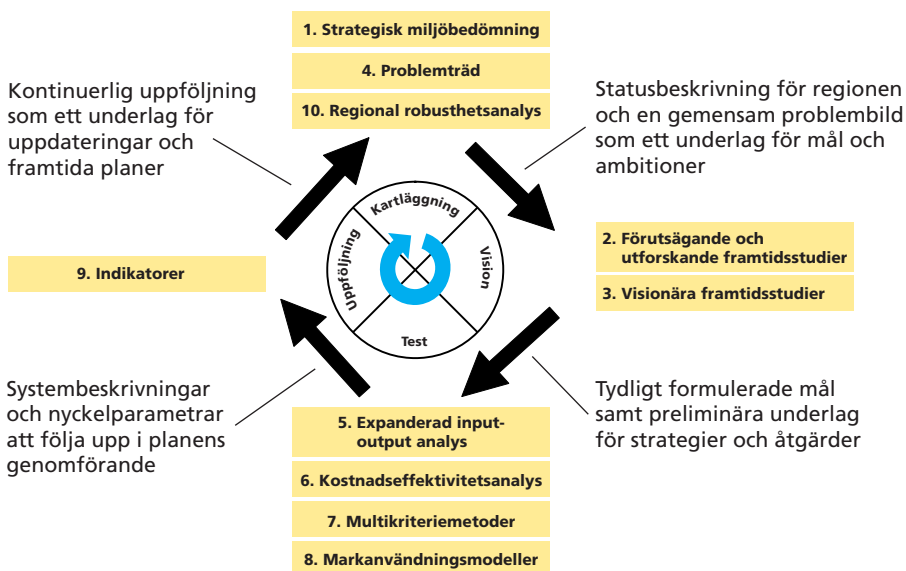 1. Strategisk miljöbedömning
4. Problemträd
10. Regional robusthetsanalys
Kontinuerlig uppföljning
som ett underlag för
uppdateringar och
framtida planer
Statusbeskrivning för regionen
och en gemensam problembild
som ett underlag för mål och
ambitioner
Kartläggning
Vision
Test
Uppföljning
2. Förutsägande och
utforskande framtidsstudier
3. Visionära framtidsstudier
9. Indikatorer
Systembeskrivningar
och nyckelparametrar
att följa upp i planens
genomförande
Tydligt formulerade mål
samt preliminära underlag
för strategier och åtgärder
5. Expanderad input-
output analys
6. Kostnadseffektivitetsanalys
7. Multikriteriemetoder
8. Markanvändningsmodeller